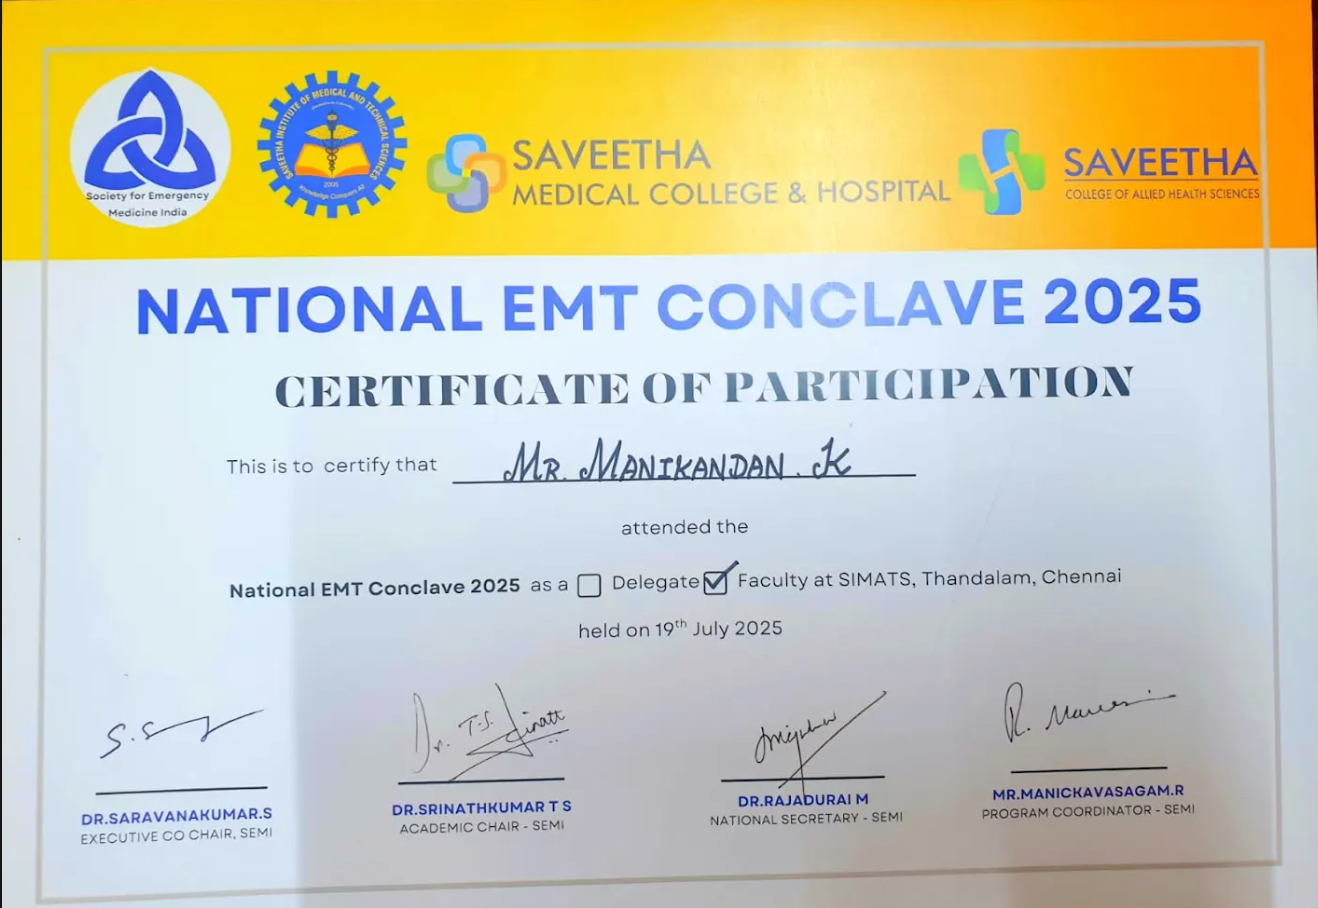 Society for Emergency
Medicine India
SAVEETHA INSTITUTE OF MEDICAL AND TECHNICAL SCIENCES
2005
SAVEETHA
MEDICAL COLLEGE & HOSPITAL
SAVEETHA
COLLEGE OF ALLIED HEALTH SCIENCES
NATIONAL EMT CONCLAVE 2025
CERTIFICATE OF PARTICIPATION
This is to certify that MR. MANIKANDAN. K
attended the
National EMT Conclave 2025 as a Delegate Faculty at SIMATS, Thandalam, Chennai
held on 19th July 2025
DR.SARAVANAKUMAR.S
EXECUTIVE CO CHAIR, SEMI
Dr. T.S.
DR.SRINATHKUMAR T S
ACADEMIC CHAIR - SEMI
DR.RAJADURAI M
NATIONAL SECRETARY - SEMI
MR.MANICKAVASAGAM.R
PROGRAM COORDINATOR - SEMI